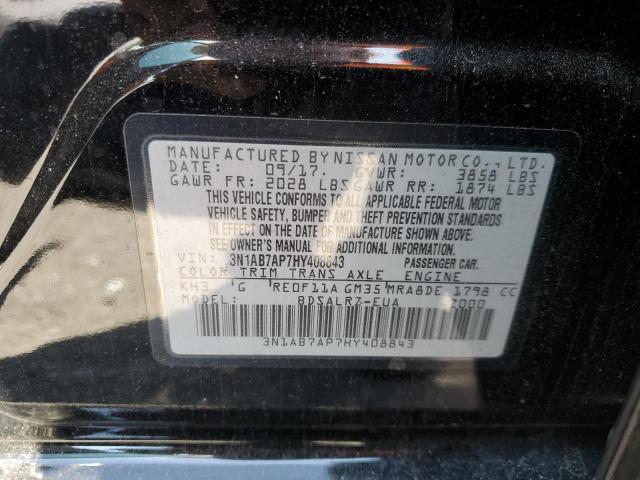 MANUFACTURED BY NISSAN MOTOR CO., LTD.
DATE: 09/17. GVWR: 3858 LBS
GAWR FR: 2028 LBS GAWR RR: 1874 LBS
THIS VEHICLE CONFORMS TO ALL APPLICABLE FEDERAL MOTOR
VEHICLE SAFETY, BUMPER AND THEFT PREVENTION STANDARDS
IN EFFECT ON THE DATE OF MANUFACTURE SHOWN ABOVE.
SEE OWNER'S MANUAL FOR ADDITIONAL INFORMATION
VIN: 3N1AB7AP7HY408843 PASSENGER CAR.
COLOR TRIM TRANS AXLE ENGINE
KH3 G RE0F11A GM35 MRA8DE 1798 CC
MODEL: BDSALRZ-EUA
3N1AB7AP7HY408843